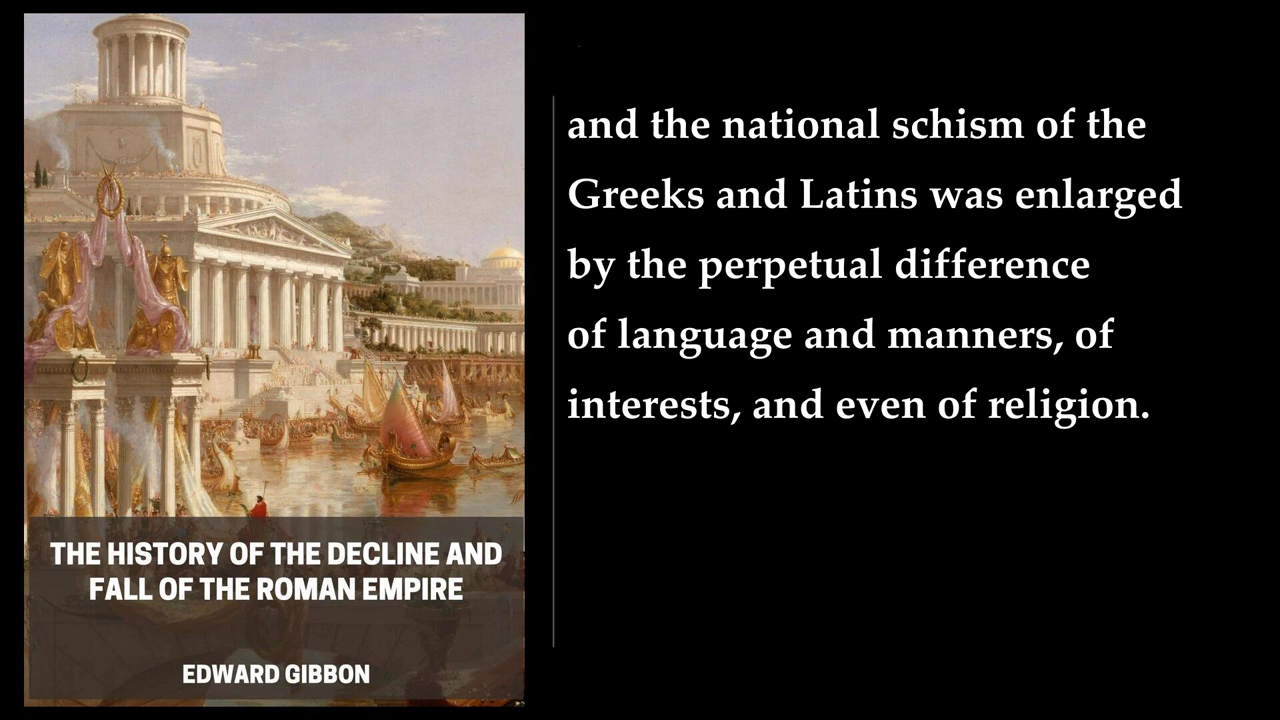 and the national schism of the
Greeks and Latins was enlarged
by the perpetual difference
of language and manners, of
interests, and even of religion.
THE HISTORY OF THE DECLINE AND
FALL OF THE ROMAN EMPIRE
EDWARD GIBBON